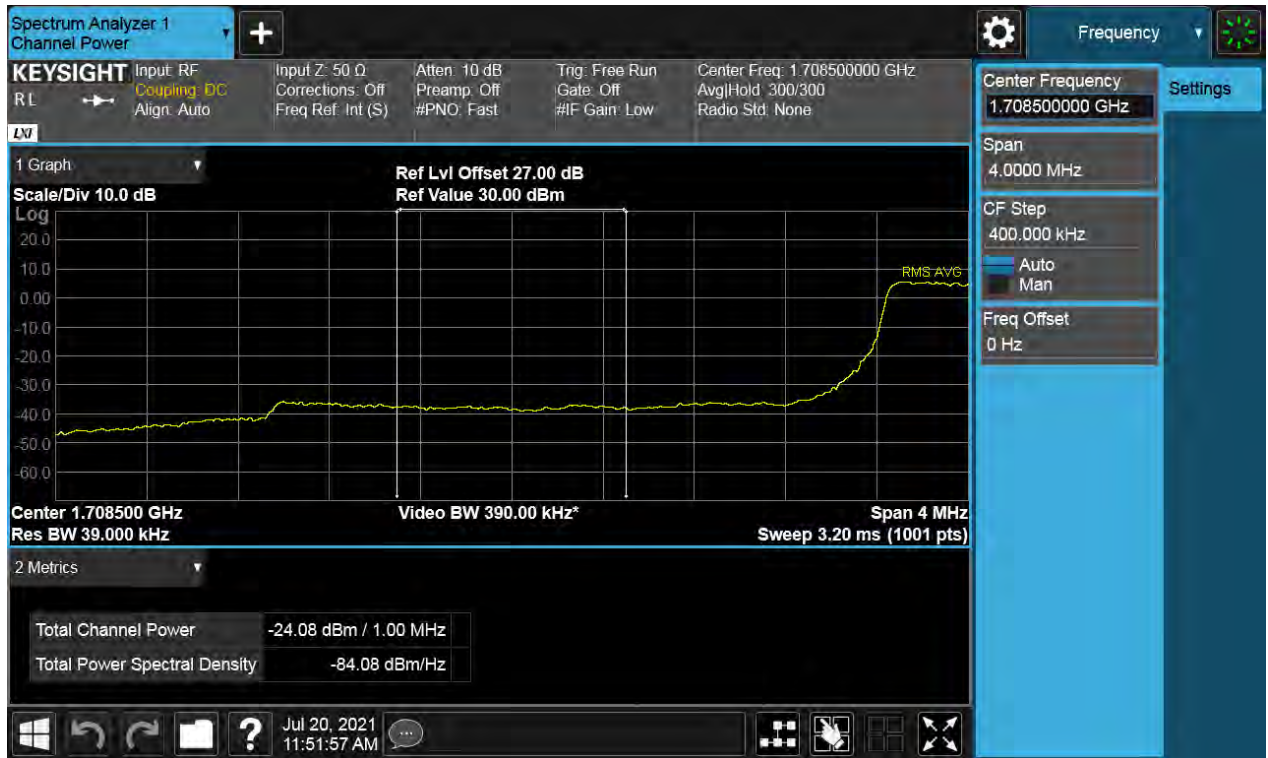 Spectrum Analyzer 1
Channel Power
+
Frequency
KEYSIGHT
RL
LXI
Input: RF
Coupling: DC
Align: Auto
Input Z: 50 Ω
Corrections: Off
Freq Ref: Int (S)
Atten: 10 dB
Preamp: Off
#PNO: Fast
Trig: Free Run
Gate: Off
#IF Gain: Low
Center Freq: 1.708500000 GHz
Avg|Hold: 300/300
Radio Std: None
Center Frequency
1.708500000 GHz
Settings
Span
4.0000 MHz
CF Step
400.000 kHz
Auto
Man
Freq Offset
0 Hz
1 Graph
Scale/Div 10.0 dB
Ref Lvl Offset 27.00 dB
Ref Value 30.00 dBm
Log
20.0
10.0
0.00
-10.0
-20.0
-30.0
-40.0
-50.0
-60.0
RMS AVG
Center 1.708500 GHz
Res BW 39.000 kHz
Video BW 390.00 kHz*
Span 4 MHz
Sweep 3.20 ms (1001 pts)
2 Metrics
Total Channel Power -24.08 dBm / 1.00 MHz
Total Power Spectral Density -84.08 dBm/Hz
?
Jul 20, 2021
11:51:57 AM